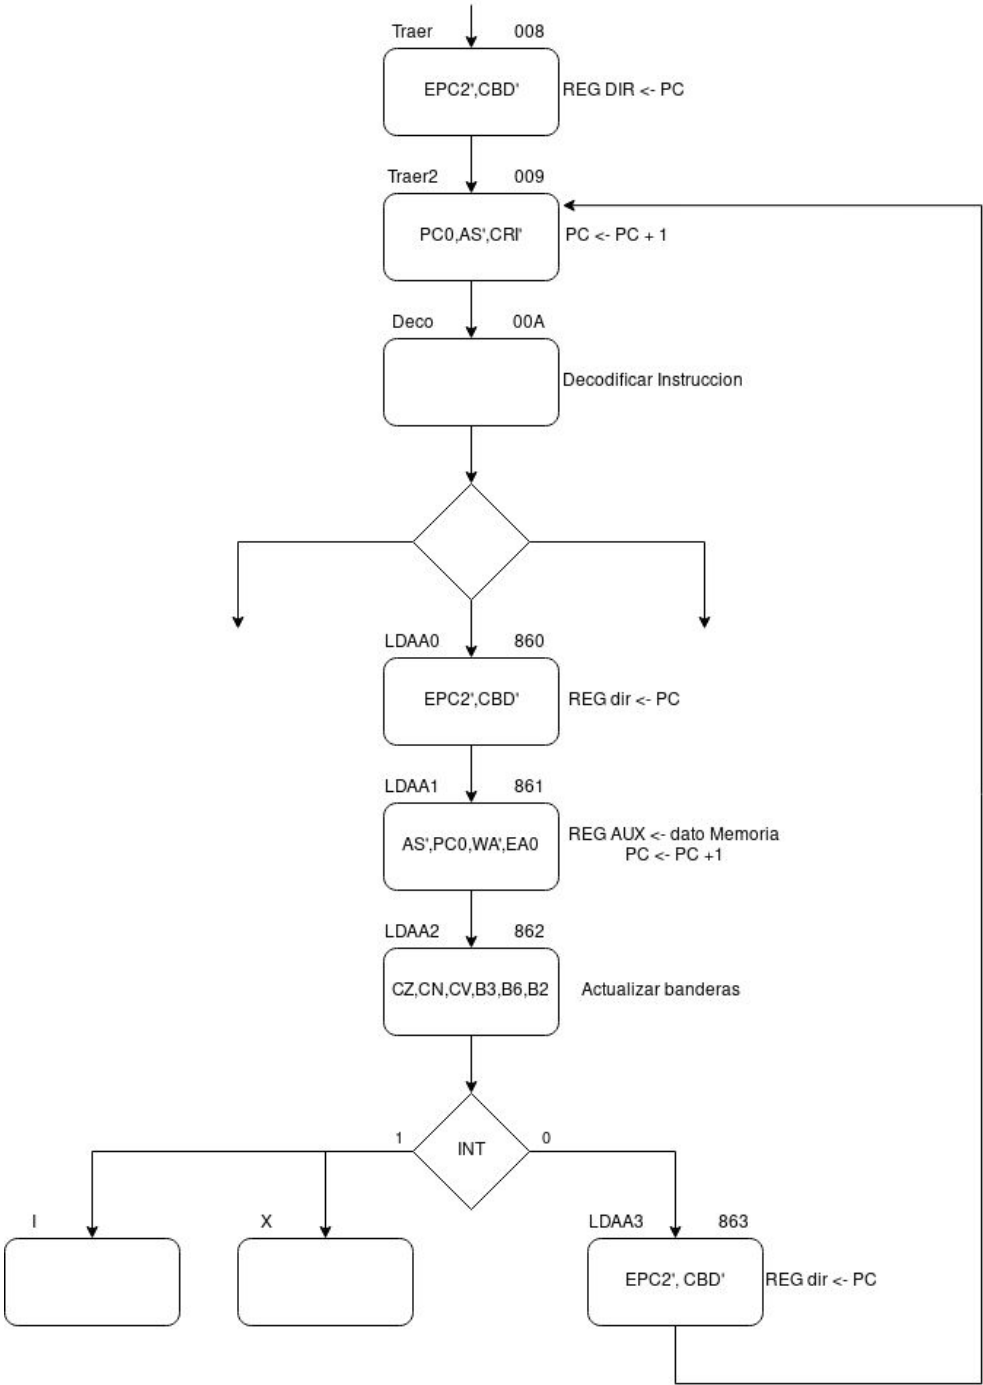 Traer 008
EPC2',CBD' REG DIR <- PC
Traer2 009
PC0,AS',CRI' PC <- PC + 1
Deco 00A
Decodificar Instruccion
LDAA0 860
EPC2',CBD' REG dir <- PC
LDAA1 861
AS',PC0,WA',EA0 REG AUX <- dato Memoria
PC <- PC +1
LDAA2 862
CZ,CN,CV,B3,B6,B2 Actualizar banderas
1 INT 0
I X LDAA3 863
EPC2', CBD' REG dir <- PC